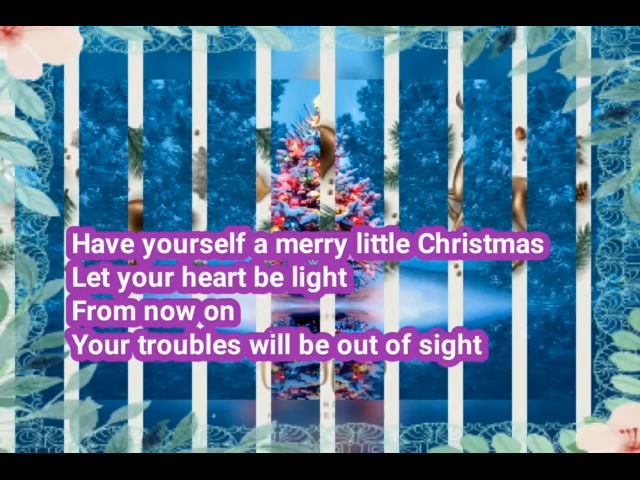 Have yourself a merry little Christmas
Let your heart be light
From now on
Your troubles will be out of sight